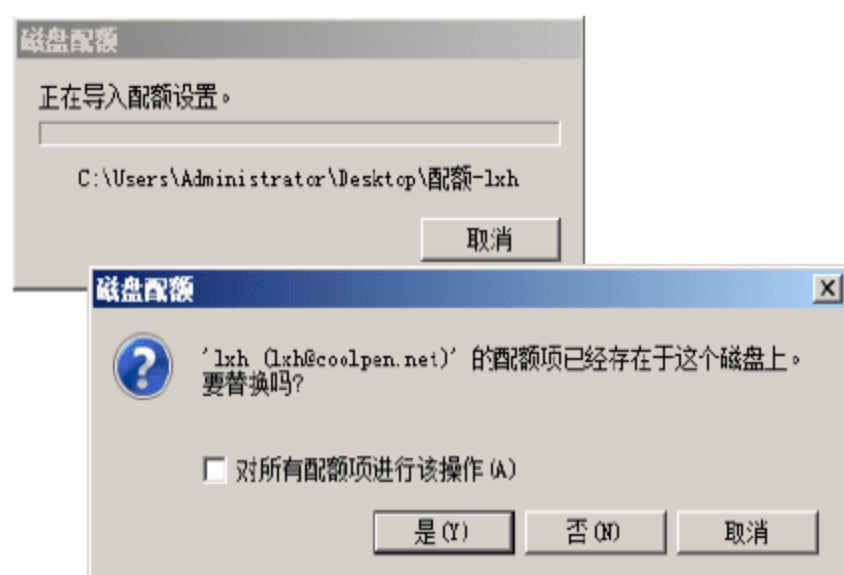 磁盘配额
正在导入配额设置。
C:\Users\Administrator\Desktop\配额-lxh
取消
磁盘配额
'lxh (lxh@coolpen.net)' 的配额项已经存在于这个磁盘上。
要替换吗?
对所有配额项进行该操作(A)
是(Y) 否(N) 取消